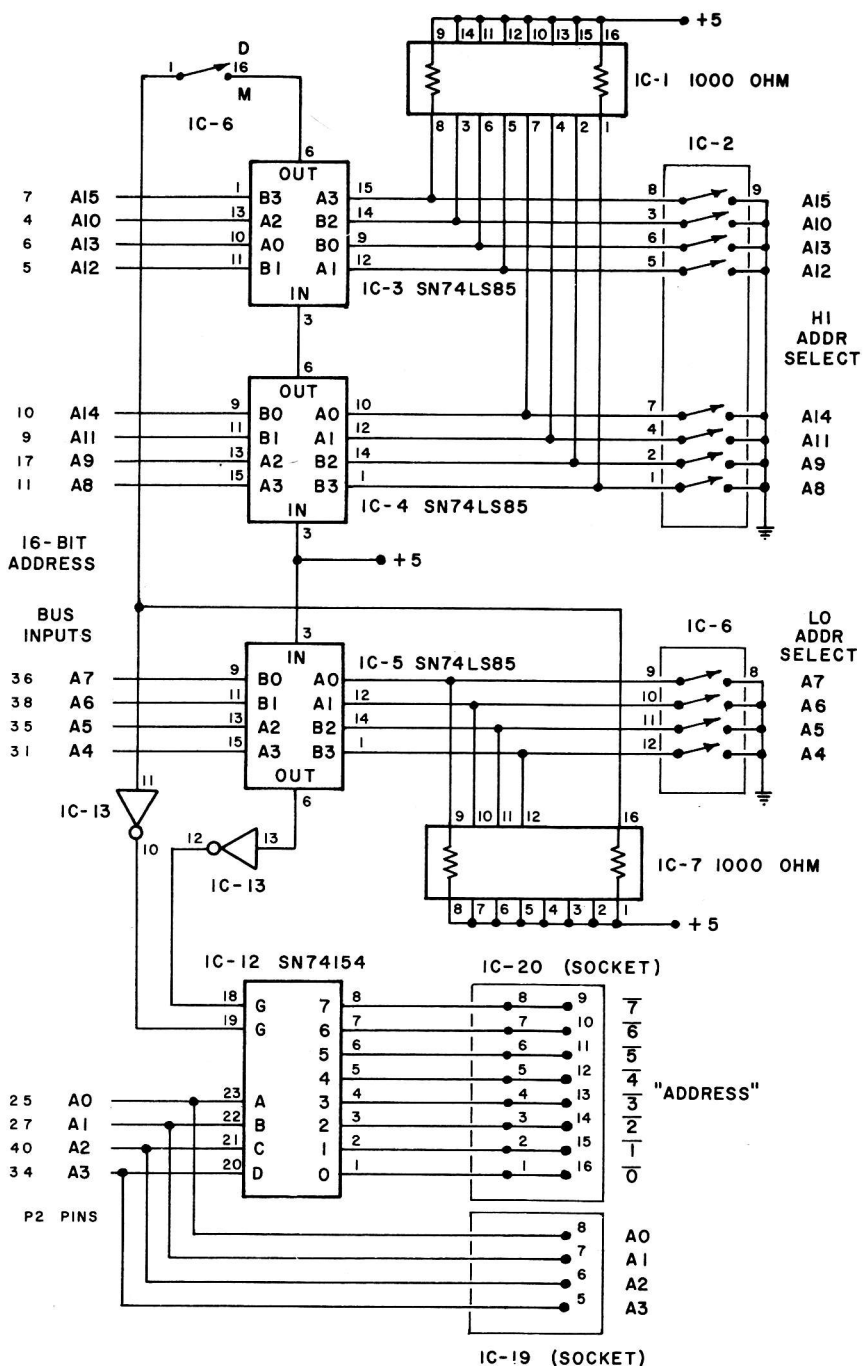 +5
9 14 11 12 10 13 15 16
IC-1 1000 OHM
8 3 6 5 7 4 2 1
D
1 16
M
IC-6
6
OUT
IC-2
7 A15 1 B3 A3 15 8 9 A15
4 A10 13 A2 B2 14 3 A10
6 A13 10 A0 B0 9 6 A13
5 A12 11 B1 A1 12 5 A12
IN
IC-3 SN74LS85
3
HI
ADDR
SELECT
6
OUT
10 A14 9 B0 A0 10 7 A14
9 A11 11 B1 A1 12 4 A11
17 A9 13 A2 B2 14 2 A9
11 A8 15 A3 B3 1 1 A8
IN
IC-4 SN74LS85
3
16-BIT
ADDRESS
+5
BUS
INPUTS
3
IN
IC-5 SN74LS85
IC-6
LO
ADDR
SELECT
36 A7 9 B0 A0 10 9 8 A7
38 A6 11 B1 A1 12 10 A6
35 A5 13 A2 B2 14 11 A5
31 A4 15 A3 B3 1 12 A4
OUT
6
11
IC-13
10
12 13
IC-13
9 10 11 12 16
IC-7 1000 OHM
8 7 6 5 4 3 2 1
+5
IC-12 SN74154
IC-20 (SOCKET)
18 G 7 8 8 9 7
19 G 6 7 7 10 6
5 6 6 11 5
4 5 5 12 4
25 A0 23 A 3 4 4 13 3
27 A1 22 B 2 3 3 14 2
40 A2 21 C 1 2 2 15 1
34 A3 20 D 0 1 1 16 0
"ADDRESS"
P2 PINS
8 A0
7 A1
6 A2
5 A3
IC-19 (SOCKET)